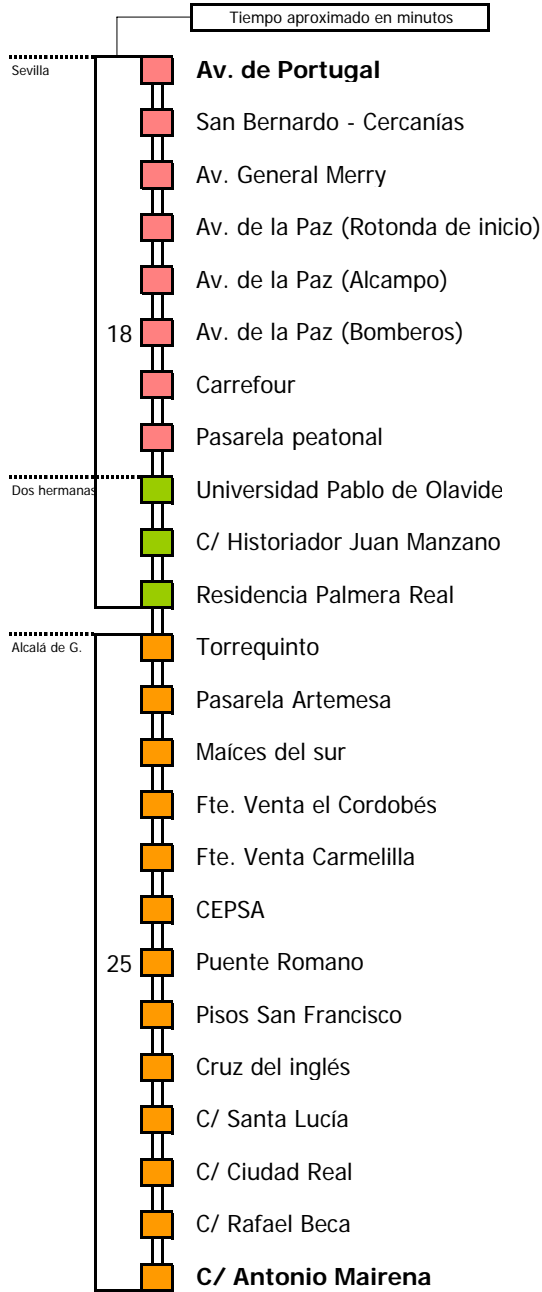 Tiempo aproximado en minutos
Sevilla
Av. de Portugal
San Bernardo - Cercanías
Av. General Merry
Av. de la Paz (Rotonda de inicio)
Av. de la Paz (Alcampo)
18
Av. de la Paz (Bomberos)
Carrefour
Pasarela peatonal
Dos hermanas
Universidad Pablo de Olavide
C/ Historiador Juan Manzano
Residencia Palmera Real
Alcalá de G.
Torrequinto
Pasarela Artemesa
Maíces del sur
Fte. Venta el Cordobés
Fte. Venta Carmelilla
CEPSA
25
Puente Romano
Pisos San Francisco
Cruz del inglés
C/ Santa Lucía
C/ Ciudad Real
C/ Rafael Beca
C/ Antonio Mairena